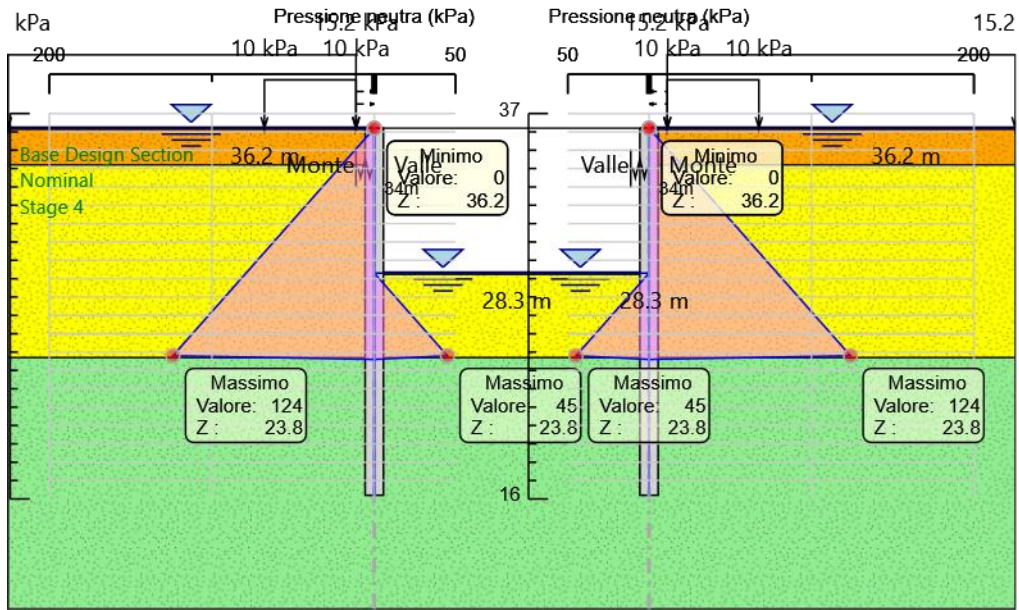 Pressione neutra (kPa)
Pressione neutra (kPa)
kPa
15.2 kPa
15.2 kPa
15.2
10 kPa
10 kPa
10 kPa
10 kPa
200
50
50
200
37
Base Design Section
Nominal
Stage 4
36.2 m
Monte
Valle
34m
Minimo
Valore: 0
Z : 36.2
Valle
Monte
34m
Minimo
Valore: 0
Z : 36.2
36.2 m
28.3 m
28.3 m
Massimo
Valore: 124
Z : 23.8
Massimo
Valore: 45
Z : 23.8
Massimo
Valore: 45
Z : 23.8
Massimo
Valore: 124
Z : 23.8
16